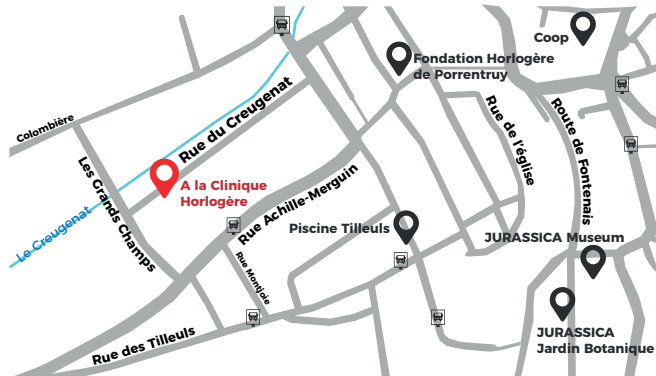 Coop
Fondation Horlogère
de Porrentruy
Colombière
Rue du Creugenat
Rue de l'église
Route de Fontenais
Les Grands Champs
A la Clinique
Horlogère
Rue Achille-Merguin
Le Creugenat
Piscine Tilleuls
JURASSICA Museum
Rue Montjoie
Rue des Tilleuls
JURASSICA
Jardin Botanique